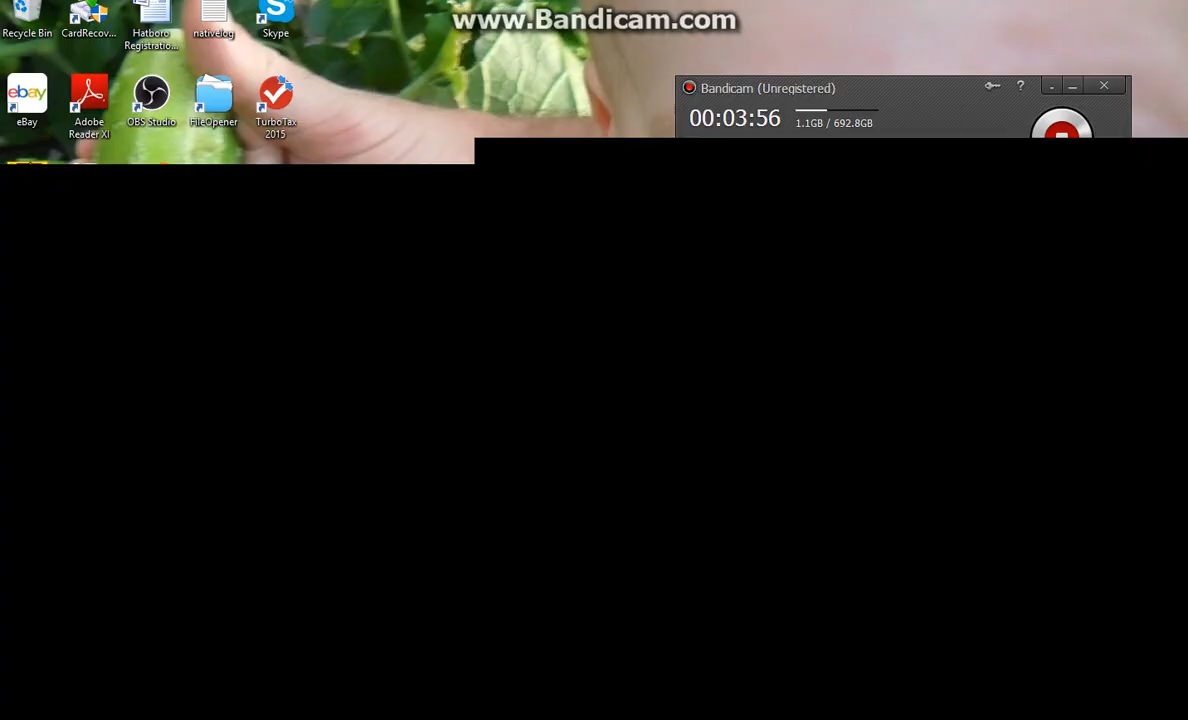 www.Bandicam.com
Recycle Bin
CardRecov...
Hatboro
Registratio...
nativelog
Skype
Bandicam (Unregistered)
?
00:03:56
1.1GB / 692.8GB
ebay
eBay
Adobe
Reader XI
OBS Studio
FileOpener
TurboTax
2015